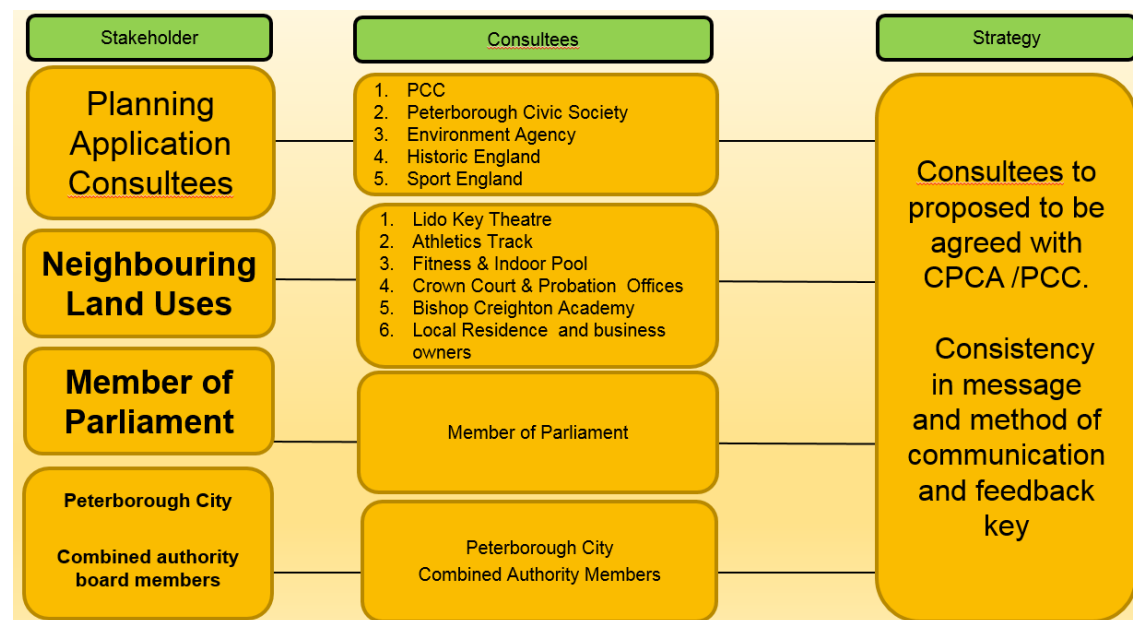 Stakeholder
Consultees
Strategy
Planning
Application
Consultees
1. PCC
2. Peterborough Civic Society
3. Environment Agency
4. Historic England
5. Sport England
Neighbouring
Land Uses
1. Lido Key Theatre
2. Athletics Track
3. Fitness & Indoor Pool
4. Crown Court & Probation Offices
5. Bishop Creighton Academy
6. Local Residence and business
owners
Member of
Parliament
Member of Parliament
Peterborough City
Combined authority
board members
Peterborough City
Combined Authority Members
Consultees to
proposed to be
agreed with
CPCA /PCC.
Consistency
in message
and method of
communication
and feedback
key